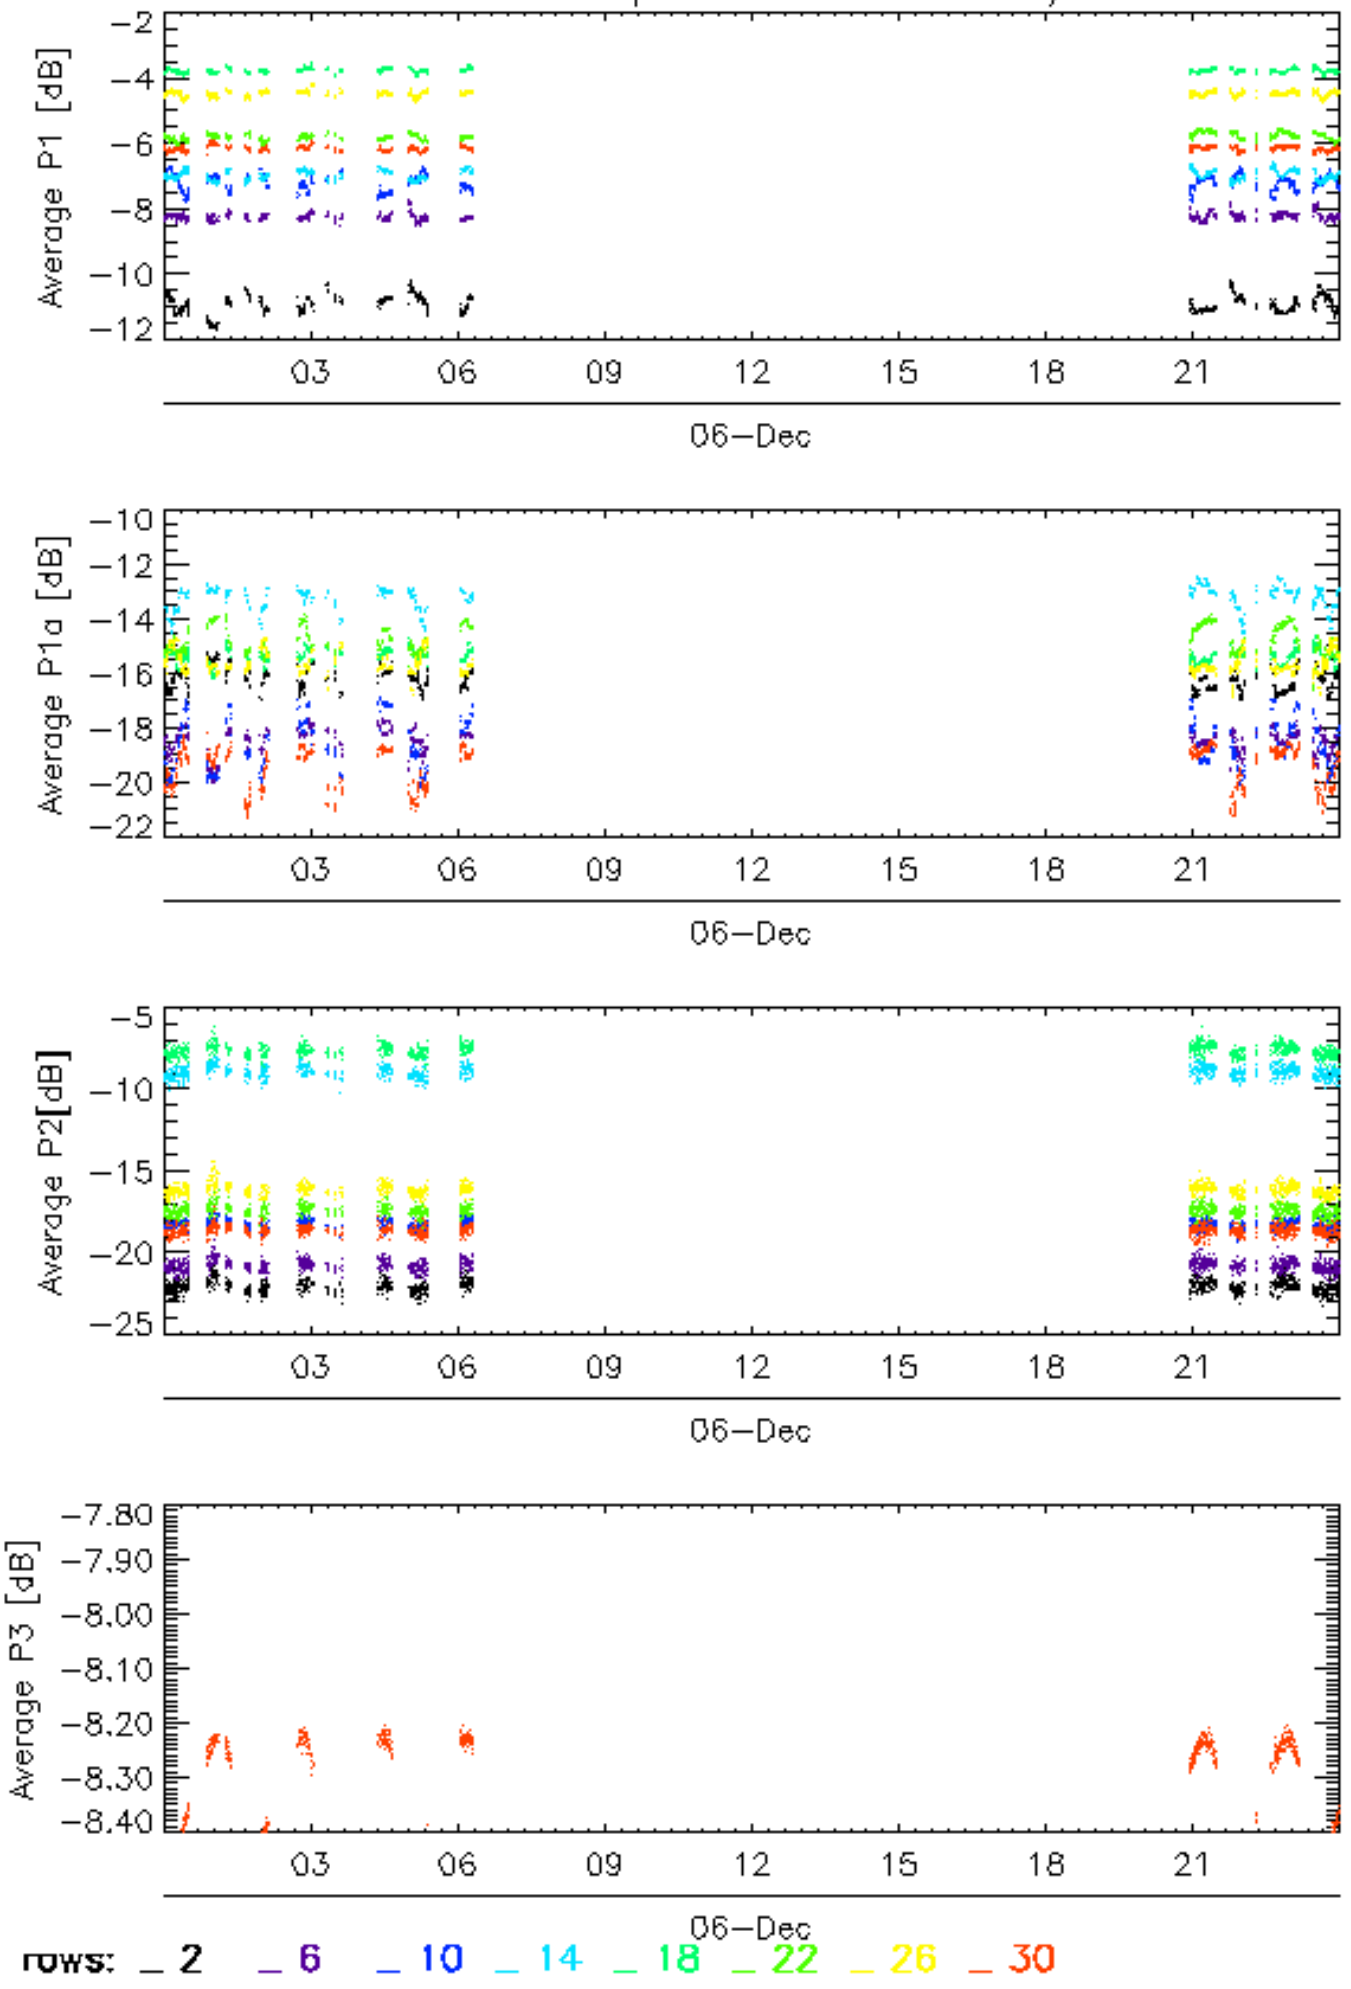 Average P1 [dB]
−2
−4
−6
−8
−10
−12
03 06 09 12 15 18 21
06−Dec
Average P1a [dB]
−10
−12
−14
−16
−18
−20
−22
03 06 09 12 15 18 21
06−Dec
Average P2[dB]
−5
−10
−15
−20
−25
03 06 09 12 15 18 21
06−Dec
Average P3 [dB]
−7.80
−7.90
−8.00
−8.10
−8.20
−8.30
−8.40
03 06 09 12 15 18 21
06−Dec
rows: _ 2 _ 6 _ 10 _ 14 _ 18 _ 22 _ 26 _ 30